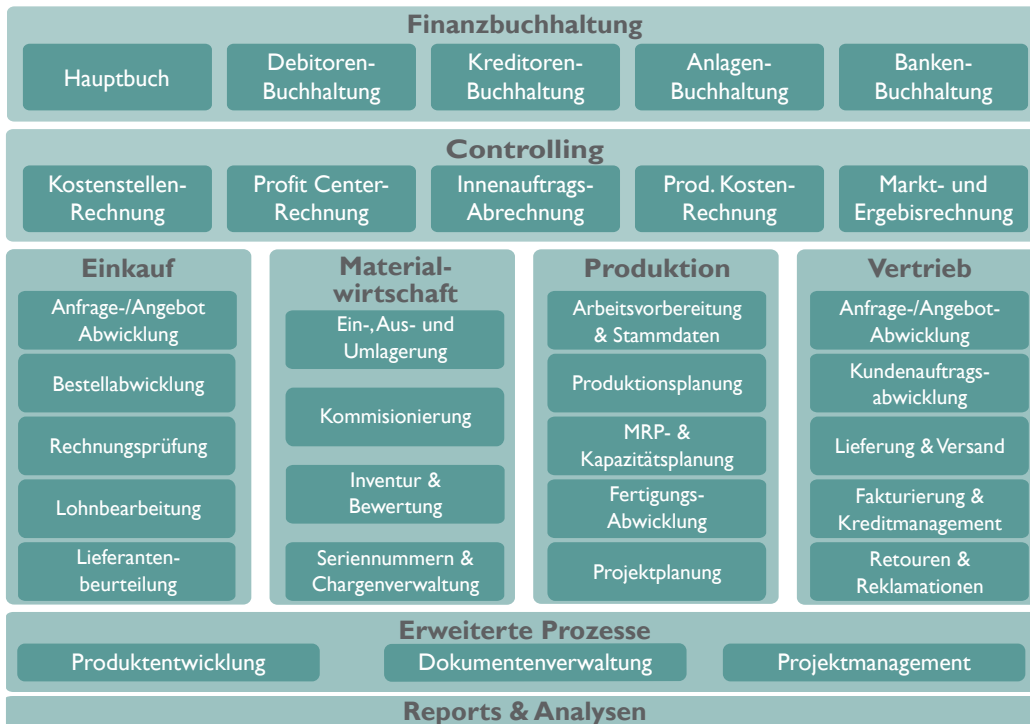 Finanzbuchhaltung
Hauptbuch
Debitoren-
Buchhaltung
Kreditoren-
Buchhaltung
Anlagen-
Buchhaltung
Banken-
Buchhaltung
Controlling
Kostenstellen-
Rechnung
Profit Center-
Rechnung
Innenauftrags-
Abrechnung
Prod. Kosten-
Rechnung
Markt- und
Ergebisrechnung
Einkauf
Anfrage-/Angebot
Abwicklung
Bestellabwicklung
Rechnungsprüfung
Lohnbearbeitung
Lieferanten-
beurteilung
Material-
wirtschaft
Ein-, Aus- und
Umlagerung
Kommisionierung
Inventur &
Bewertung
Seriennummern &
Chargenverwaltung
Produktion
Arbeitsvorbereitung
& Stammdaten
Produktionsplanung
MRP- &
Kapazitätsplanung
Fertigungs-
Abwicklung
Projektplanung
Vertrieb
Anfrage-/Angebot-
Abwicklung
Kundenauftrags-
abwicklung
Lieferung & Versand
Fakturierung &
Kreditmanagement
Retouren &
Reklamationen
Erweiterte Prozesse
Produktentwicklung
Dokumentenverwaltung
Projektmanagement
Reports & Analysen